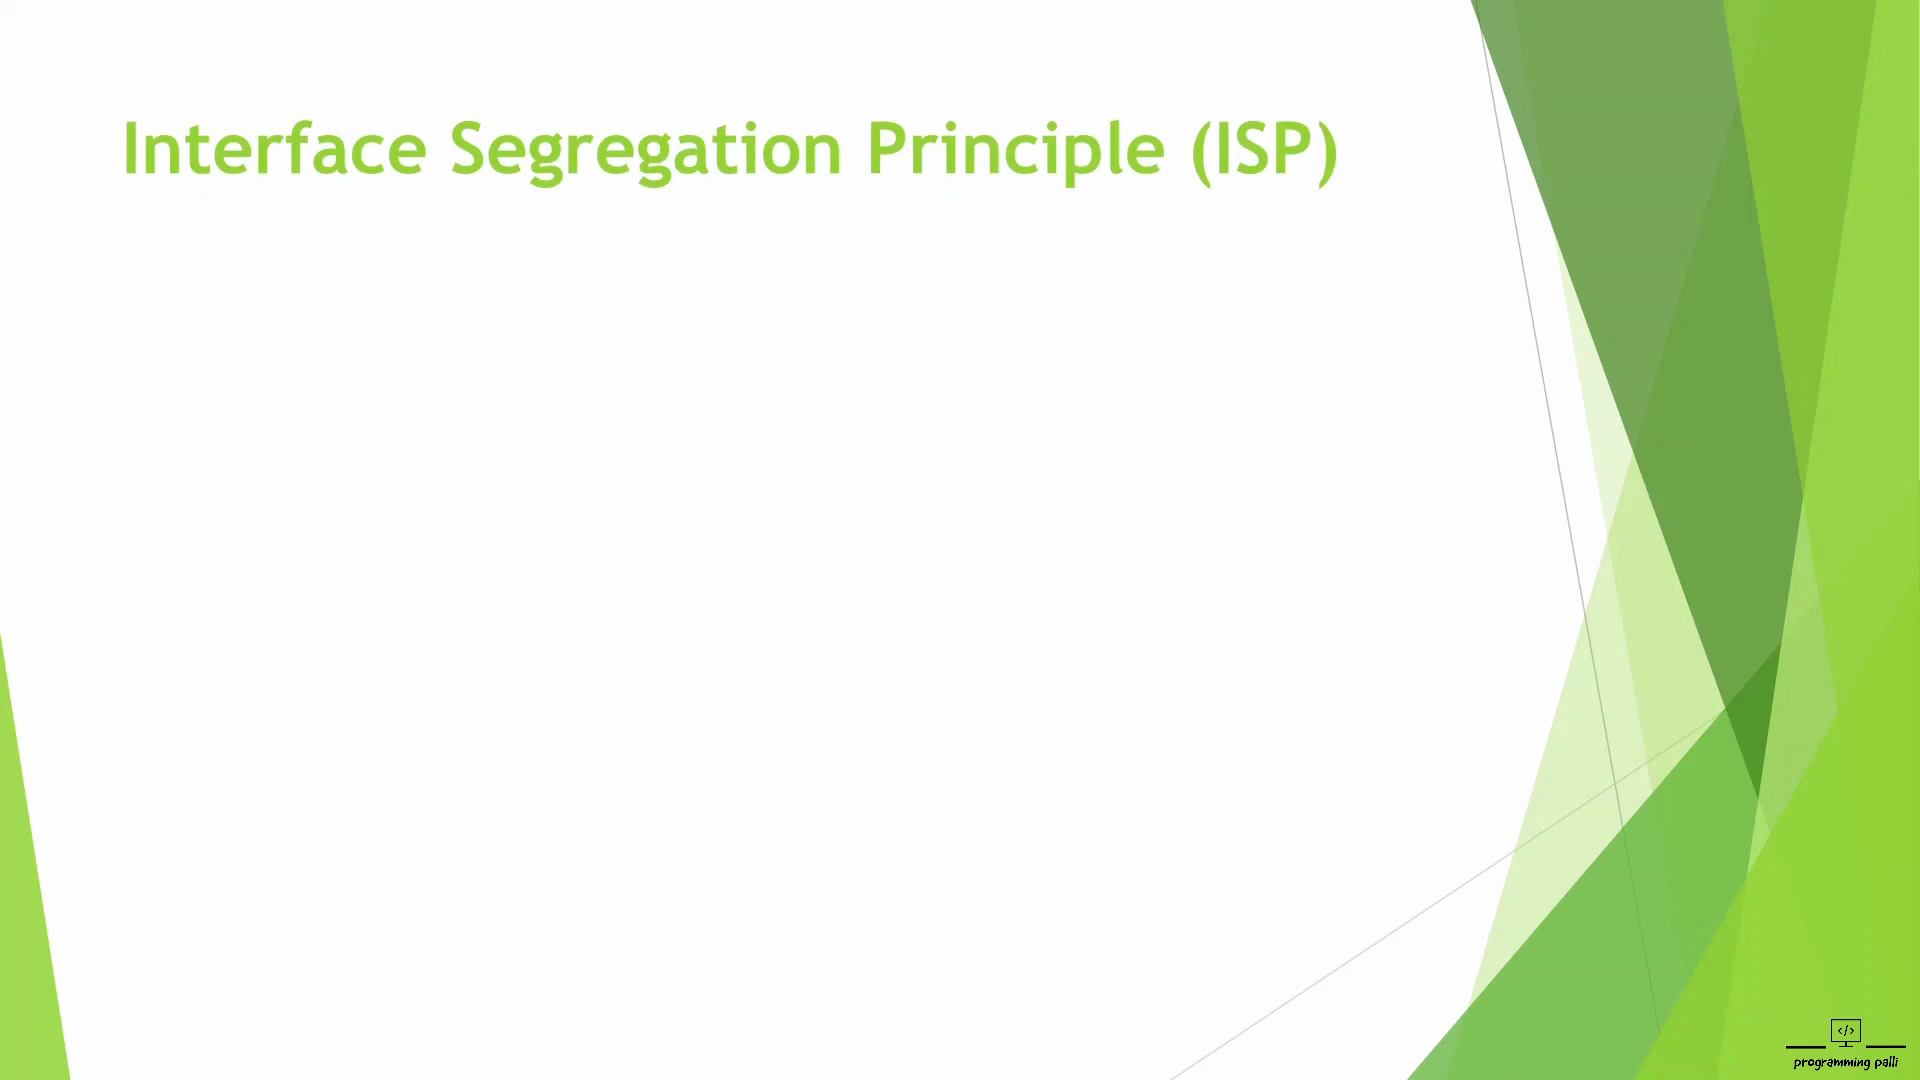 Interface Segregation Principle (ISP)
</>
programming palli